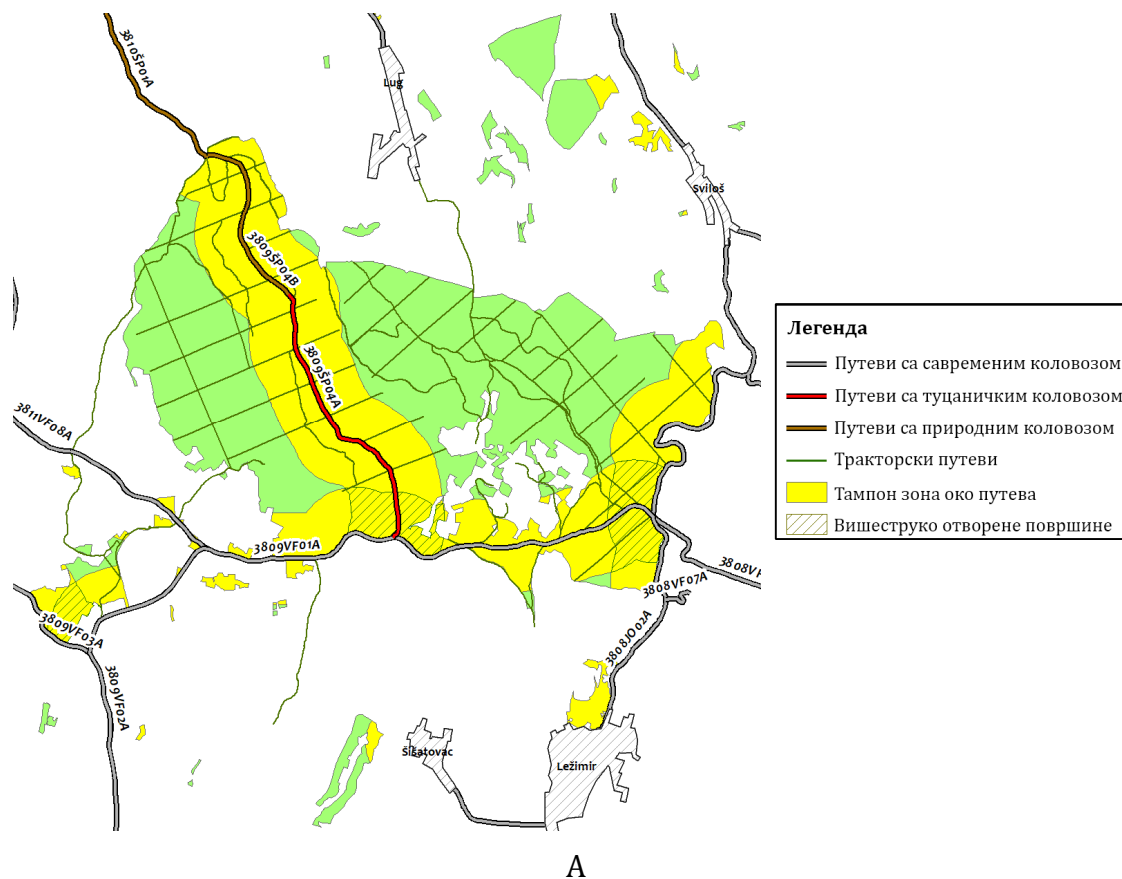 3810ŠP01A
Lug
Sviloš
3809ŠP04B
3809ŠP04A
3811VF08A
3809VF01A
3808VF07A
3809VF03A
3808JO02A
3809VF02A
Šišatovac
Ležimir
Легенда
Путеви са савременим коловозом
Путеви са туцаничким коловозом
Путеви са природним коловозом
Тракторски путеви
Тампон зона око путева
Вишеструко отворене површине
А